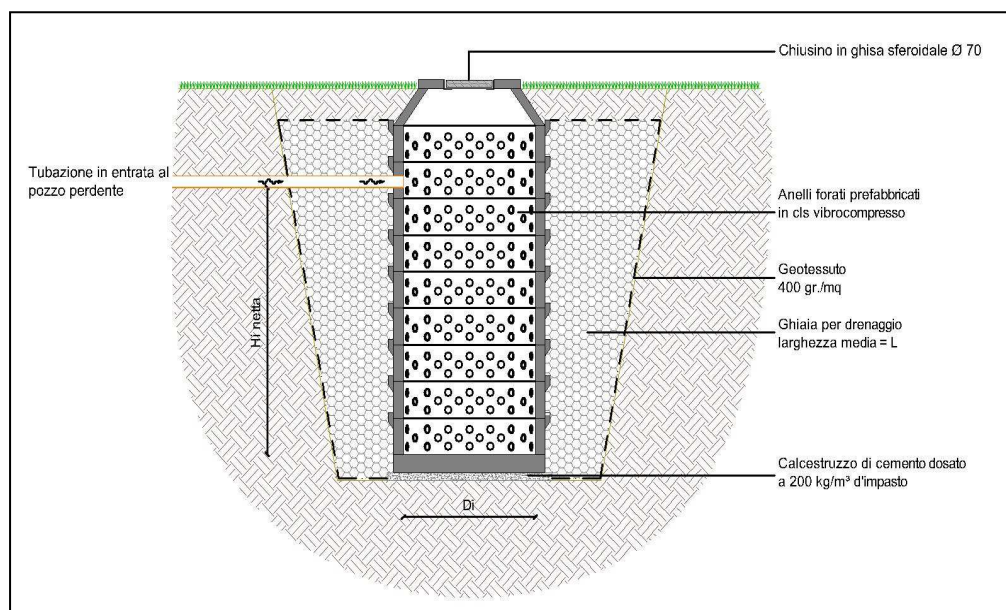 Chiusino in ghisa sferoidale Ø 70
Tubazione in entrata al
pozzo perdente
Anelli forati prefabbricati
in cls vibrocompresso
Geotessuto
400 gr./mq
Hi netta
Ghiaia per drenaggio
larghezza media = L
Calcestruzzo di cemento dosato
a 200 kg/m³ d'impasto
Di